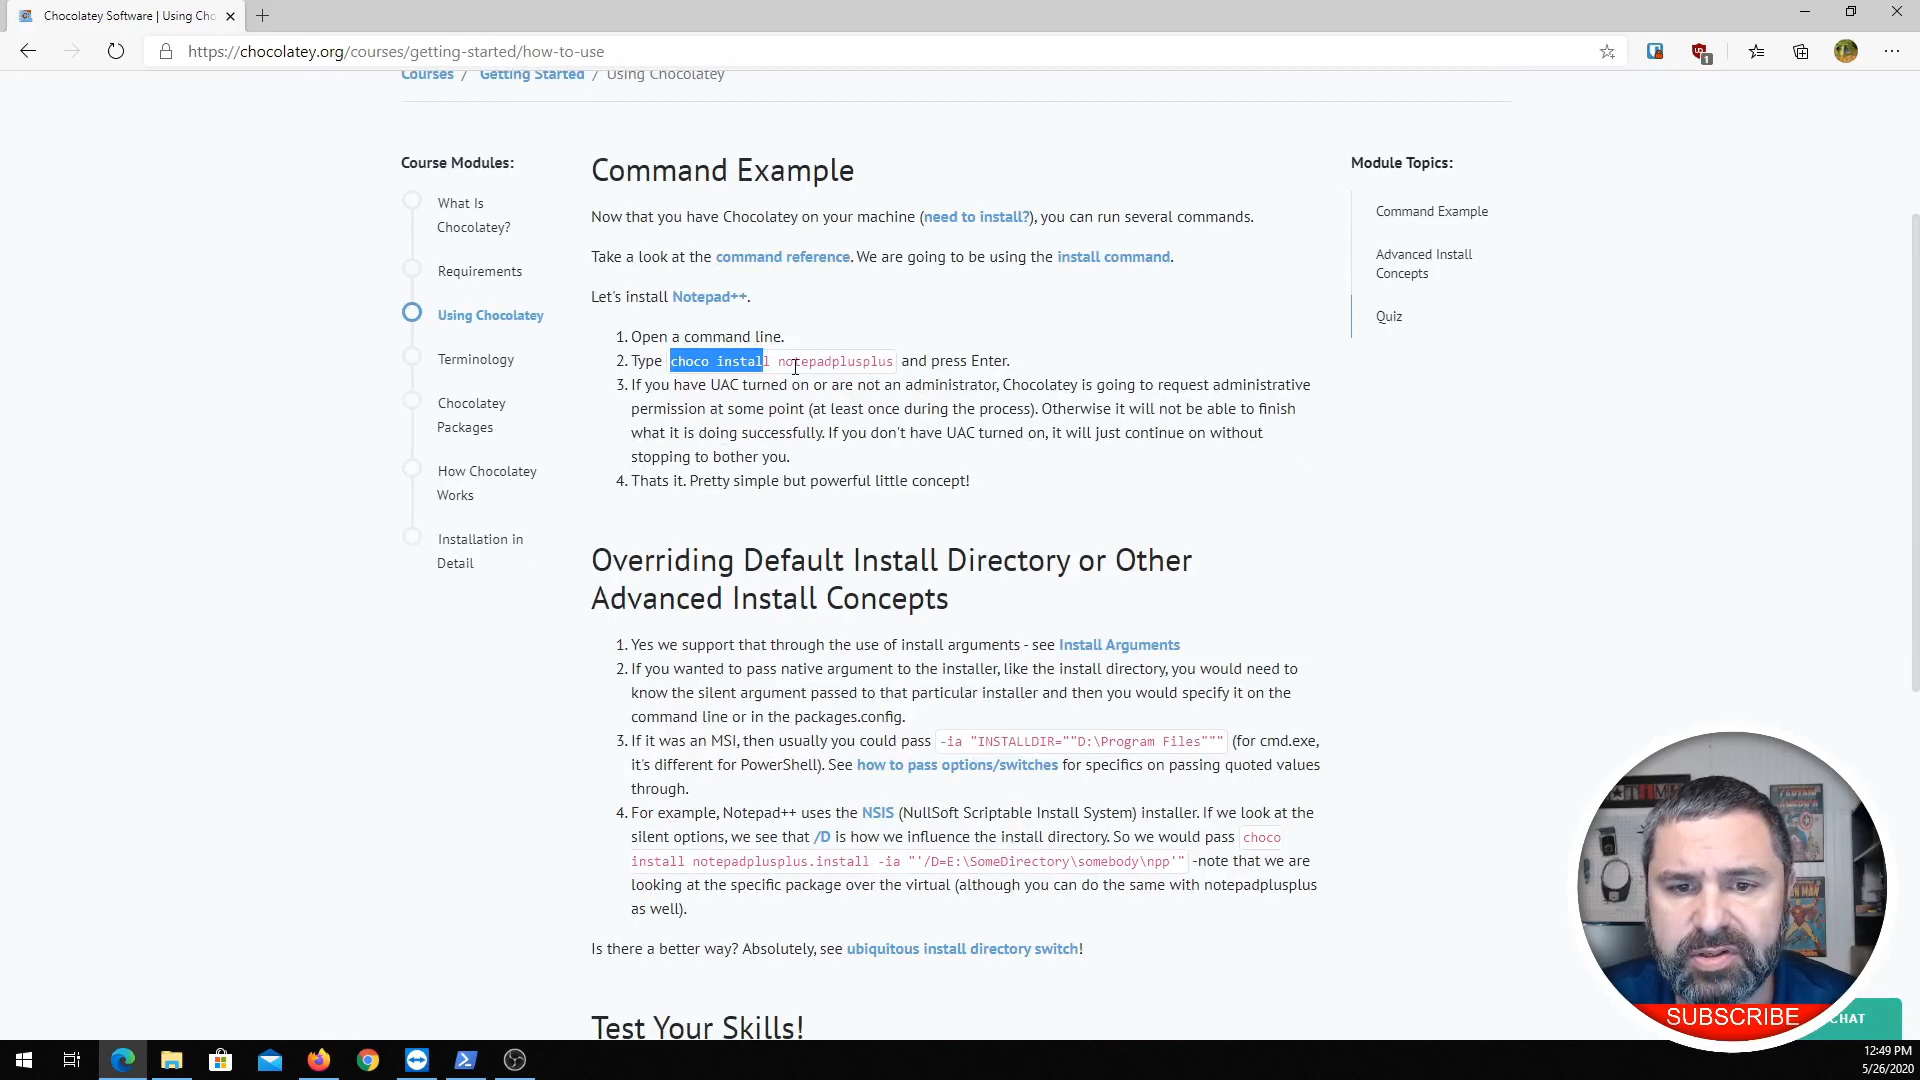 Chocolatey Software | Using Cho
https://chocolatey.org/courses/getting-started/how-to-use
1
Courses / Getting Started / Using Chocolatey
Course Modules:
What Is
Chocolatey?
Requirements
Using Chocolatey
Terminology
Chocolatey
Packages
How Chocolatey
Works
Installation in
Detail
Command Example
Now that you have Chocolatey on your machine (need to install?), you can run several commands.
Take a look at the command reference. We are going to be using the install command.
Let's install Notepad++.
1. Open a command line.
2. Type choco install notepadplusplus and press Enter.
3. If you have UAC turned on or are not an administrator, Chocolatey is going to request administrative
permission at some point (at least once during the process). Otherwise it will not be able to finish
what it is doing successfully. If you don't have UAC turned on, it will just continue on without
stopping to bother you.
4. Thats it. Pretty simple but powerful little concept!
Overriding Default Install Directory or Other
Advanced Install Concepts
1. Yes we support that through the use of install arguments - see Install Arguments
2. If you wanted to pass native argument to the installer, like the install directory, you would need to
know the silent argument passed to that particular installer and then you would specify it on the
command line or in the packages.config.
3. If it was an MSI, then usually you could pass -ia "INSTALLDIR=""D:\Program Files""" (for cmd.exe,
it's different for PowerShell). See how to pass options/switches for specifics on passing quoted values
through.
4. For example, Notepad++ uses the NSIS (NullSoft Scriptable Install System) installer. If we look at the
silent options, we see that /D is how we influence the install directory. So we would pass choco
install notepadplusplus.install -ia "'/D=E:\SomeDirectory\somebody\npp'" -note that we are
looking at the specific package over the virtual (although you can do the same with notepadplusplus
as well).
Is there a better way? Absolutely, see ubiquitous install directory switch!
Test Your Skills!
Module Topics:
Command Example
Advanced Install
Concepts
Quiz
SUBSCRIBE
CHAT
12:49 PM
5/26/2020